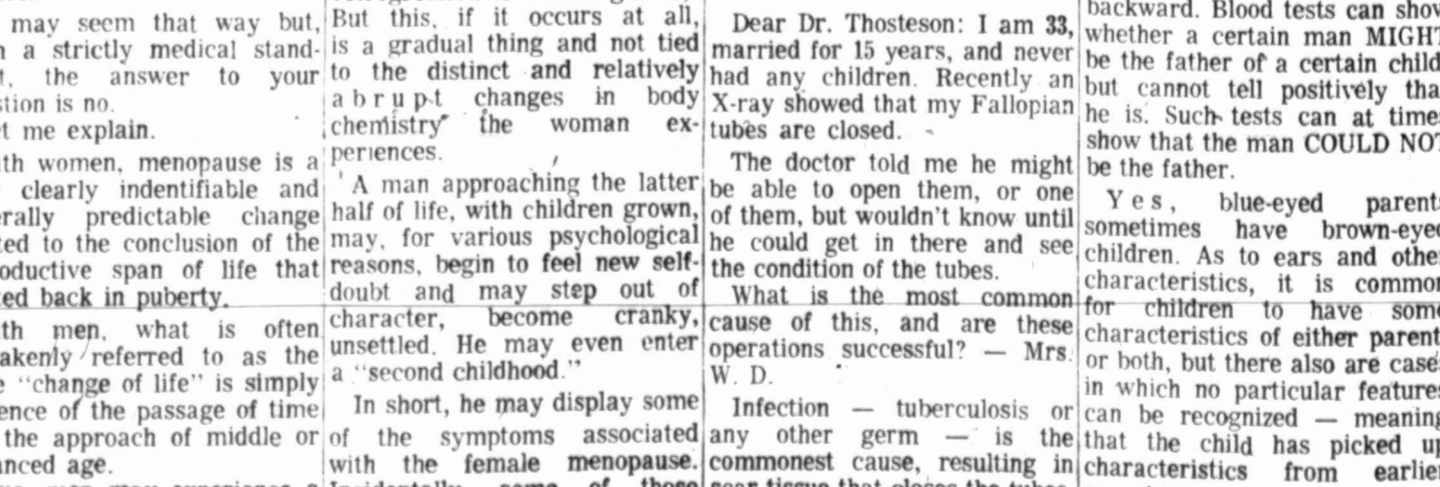 may seem that way but,
a strictly medical stand-
the answer to your
question is no.
me explain.
women, menopause is a
clearly indentifiable and
predictable change
to the conclusion of the
span of life that
back in puberty.
men, what is often
referred to as the
"change of life" is simply
of the passage of time
the approach of middle or
age.
But this, if it occurs at all,
is a gradual thing and not tied
to the distinct and relatively
abrupt changes in body
chemistry the woman ex-
periences.
A man approaching the latter
half of life, with children grown,
may, for various psychological
reasons, begin to feel new self-
doubt and may step out of
character, become cranky,
unsettled. He may even enter
a "second childhood."
In short, he may display some
of the symptoms associated
with the female menopause.
Incidentally, some of those
Dear Dr. Thosteson: I am 33,
married for 15 years, and never
had any children. Recently an
X-ray showed that my Fallopian
tubes are closed.
The doctor told me he might
be able to open them, or one
of them, but wouldn't know until
he could get in there and see
the condition of the tubes.
What is the most common
cause of this, and are these
operations successful? — Mrs.
W. D.
Infection — tuberculosis or
any other germ — is the
commonest cause, resulting in
scar tissue that closes the tubes.
backward. Blood tests can show
whether a certain man MIGHT
be the father of a certain child
but cannot tell positively that
he is. Such tests can at times
show that the man COULD NOT
be the father.
Yes, blue-eyed parents
sometimes have brown-eyed
children. As to ears and other
characteristics, it is common
for children to have some
characteristics of either parent
or both, but there also are cases
in which no particular features
can be recognized — meaning
that the child has picked up
characteristics from earlier